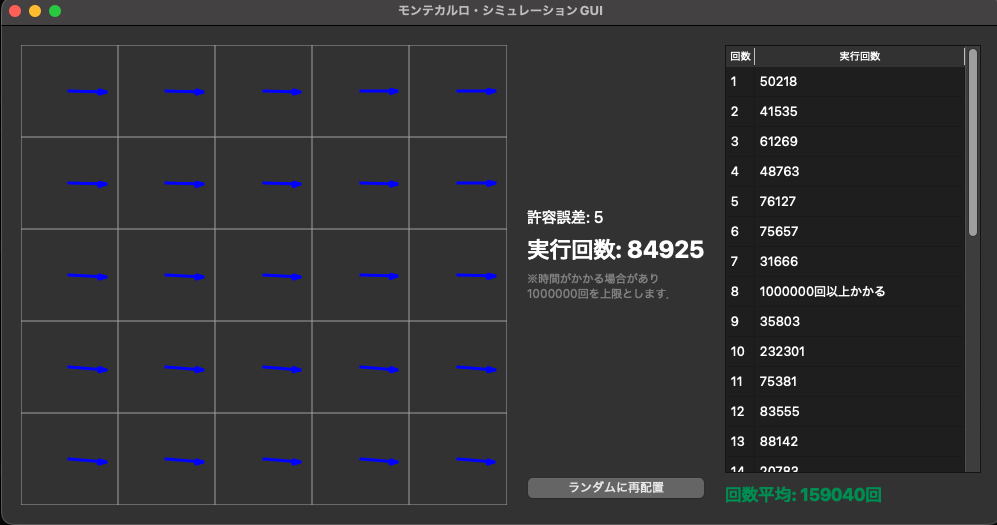 モンテカルロ・シミュレーションGUI
許容誤差: 5
実行回数: 84925
※時間がかかる場合があり
1000000回を上限とします.
ランダムに再配置
回数 実行回数
1 50218
2 41535
3 61269
4 48763
5 76127
6 75657
7 31666
8 1000000回以上かかる
9 35803
10 232301
11 75381
12 83555
13 88142
14 20783
回数平均: 159040回